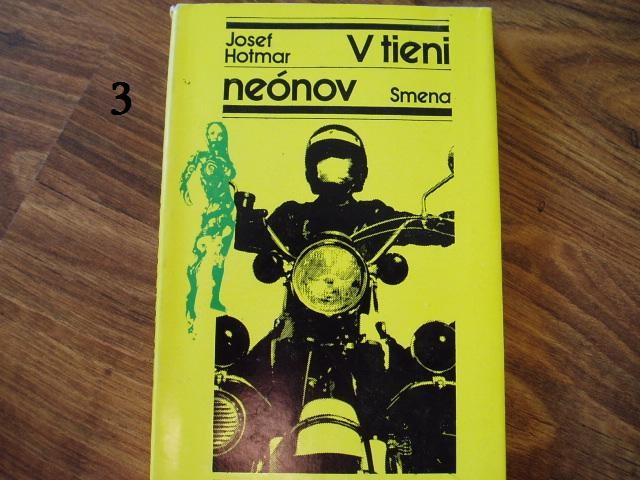 Josef
Hotmar V tieni
neónov Smena
3